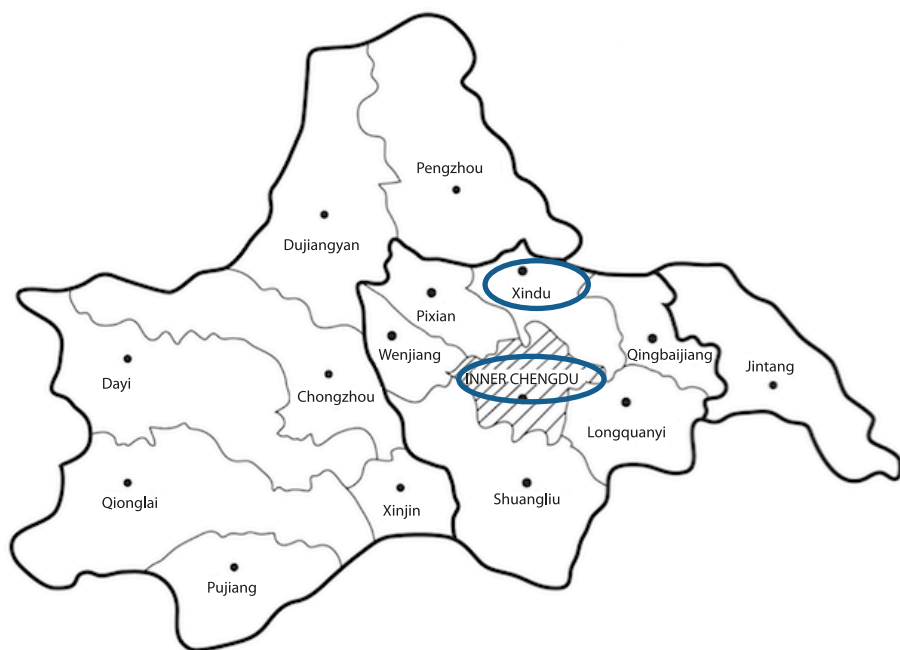 Pengzhou
Dujiangyan
Xindu
Pixian
Wenjiang
Qingbaijiang
Dayi
Chongzhou
INNER CHENGDU
Jintang
Longquanyi
Qionglai
Xinjin
Shuangliu
Pujiang